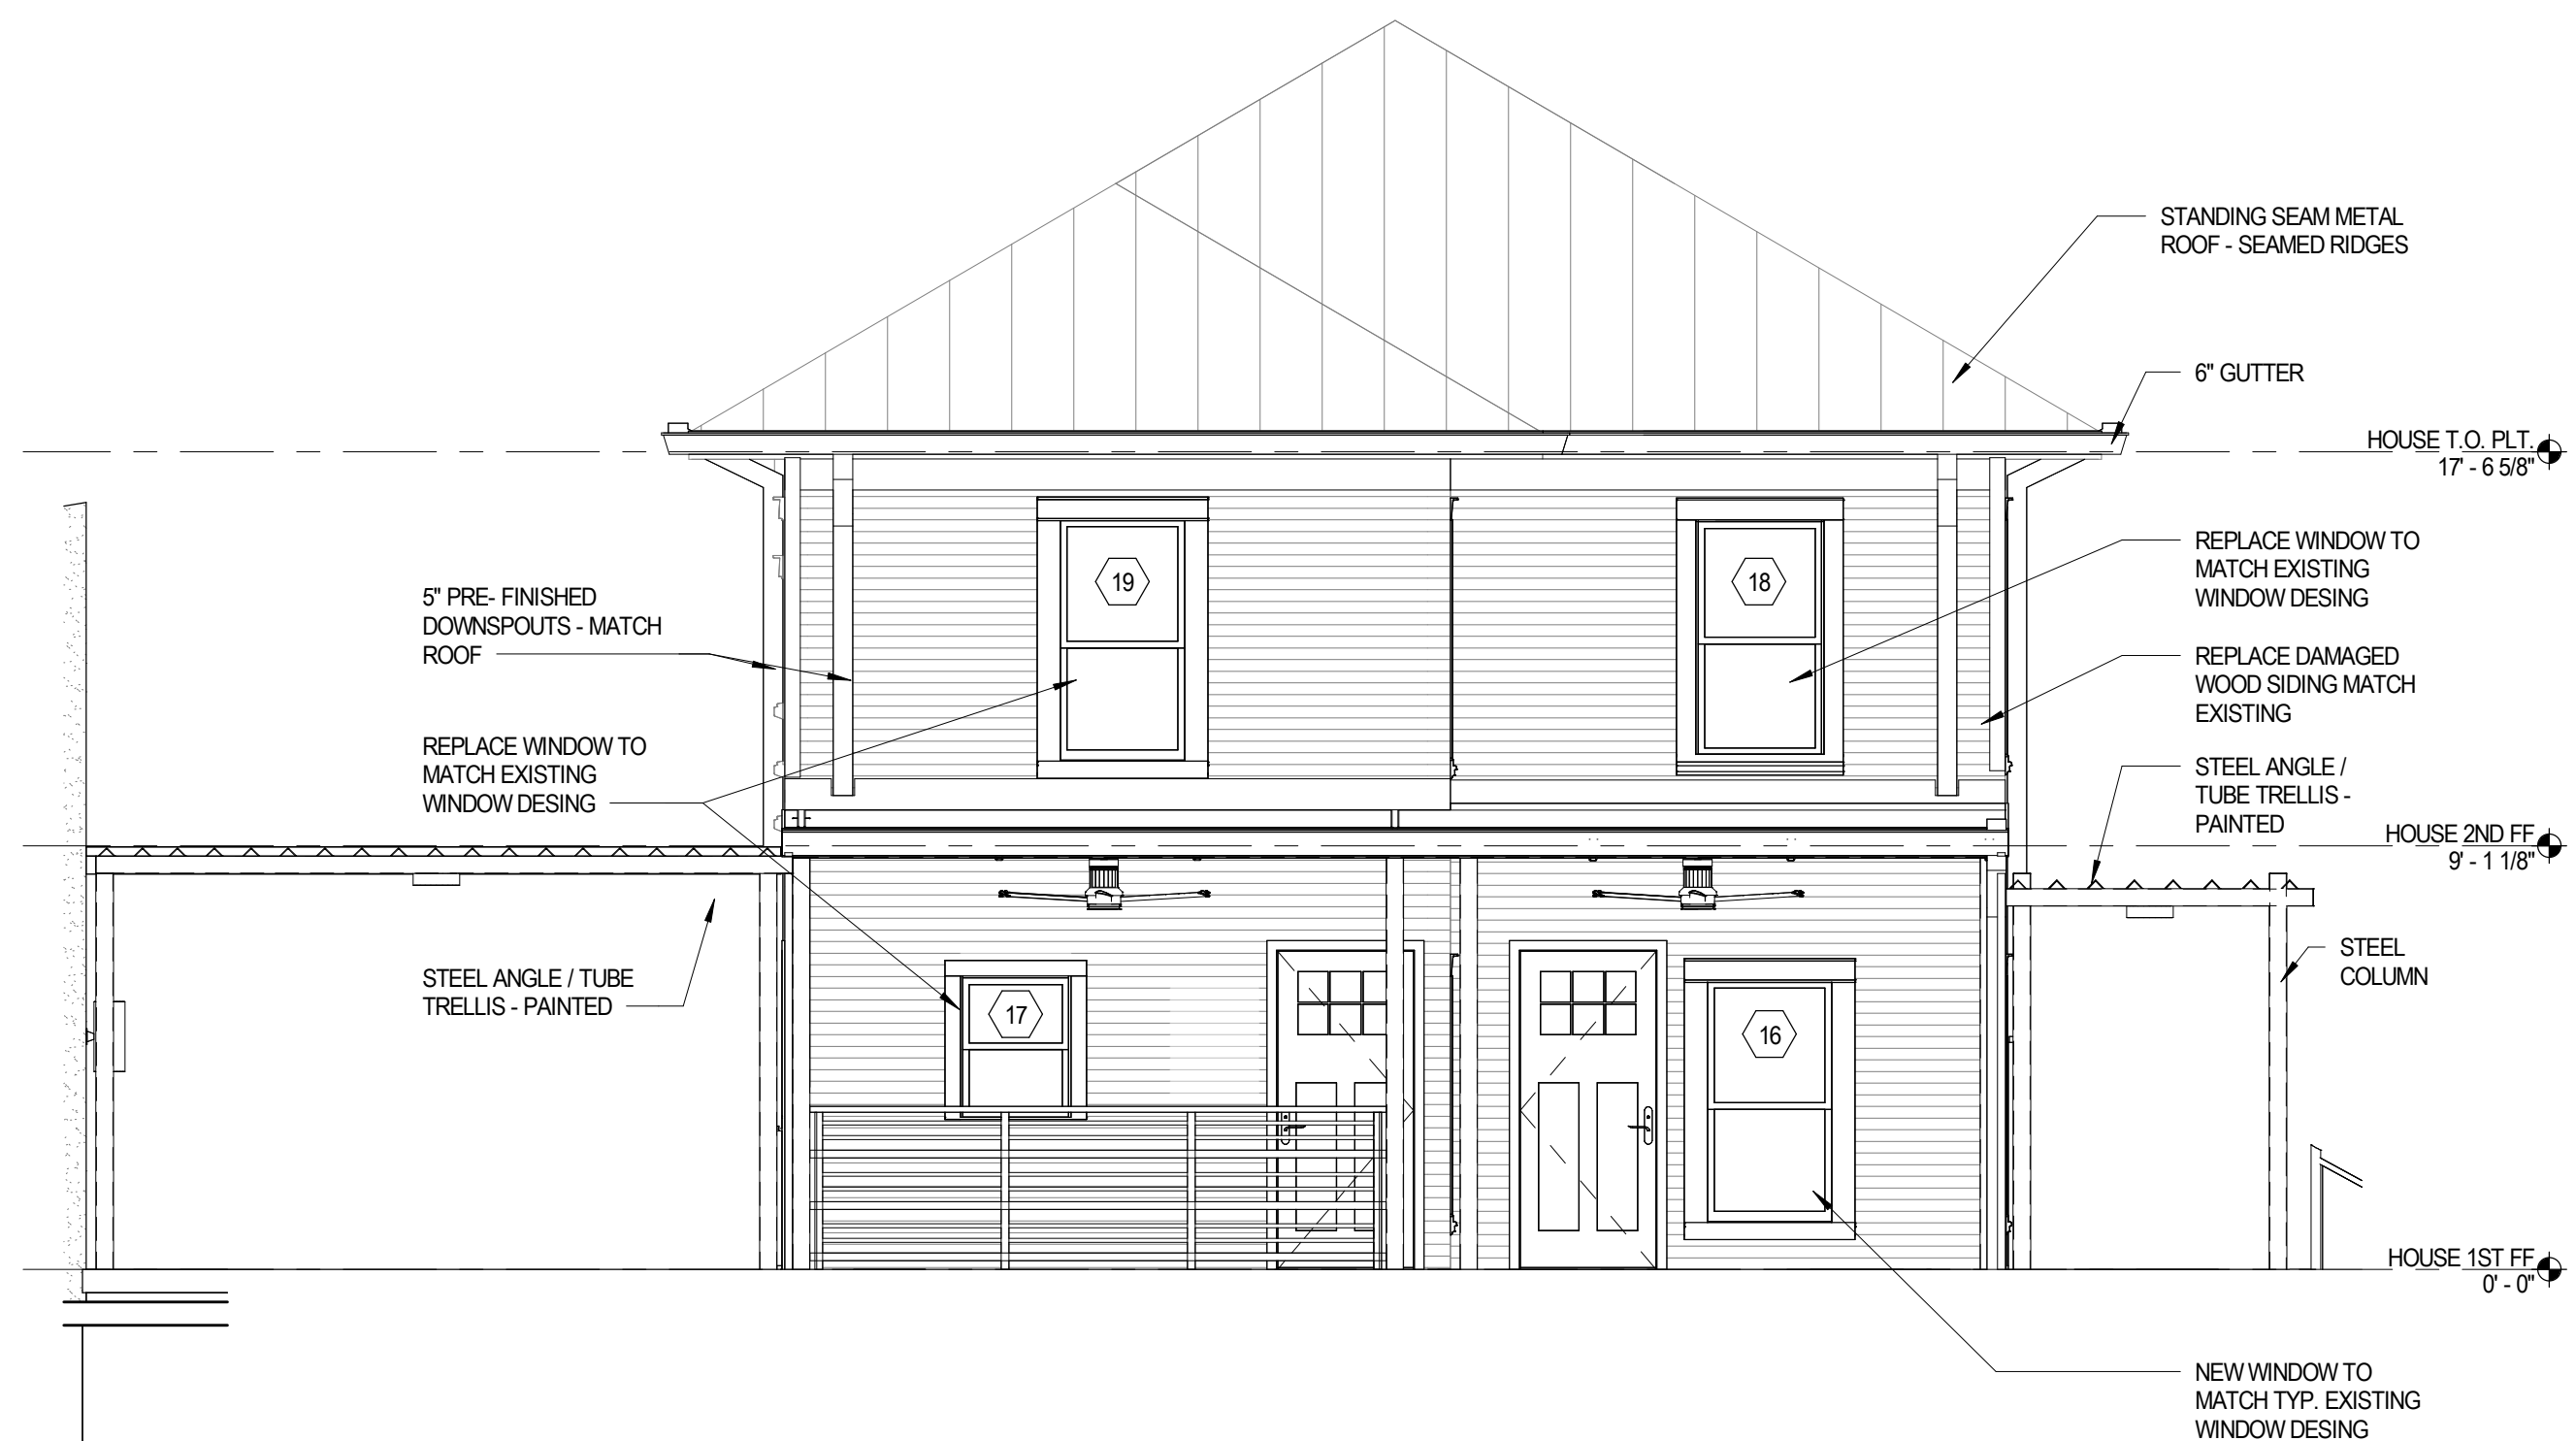 STANDING SEAM METAL
ROOF - SEAMED RIDGES
6" GUTTER
HOUSE T.O. PLT.
17' - 6 5/8"
REPLACE WINDOW TO
MATCH EXISTING
WINDOW DESING
19
18
5" PRE- FINISHED
DOWNSPOUTS - MATCH
ROOF
REPLACE DAMAGED
WOOD SIDING MATCH
EXISTING
REPLACE WINDOW TO
MATCH EXISTING
WINDOW DESING
STEEL ANGLE /
TUBE TRELLIS -
PAINTED
HOUSE 2ND FF
9' - 1 1/8"
STEEL ANGLE / TUBE
TRELLIS - PAINTED
17
16
STEEL
COLUMN
HOUSE 1ST FF
0' - 0"
NEW WINDOW TO
MATCH TYP. EXISTING
WINDOW DESING